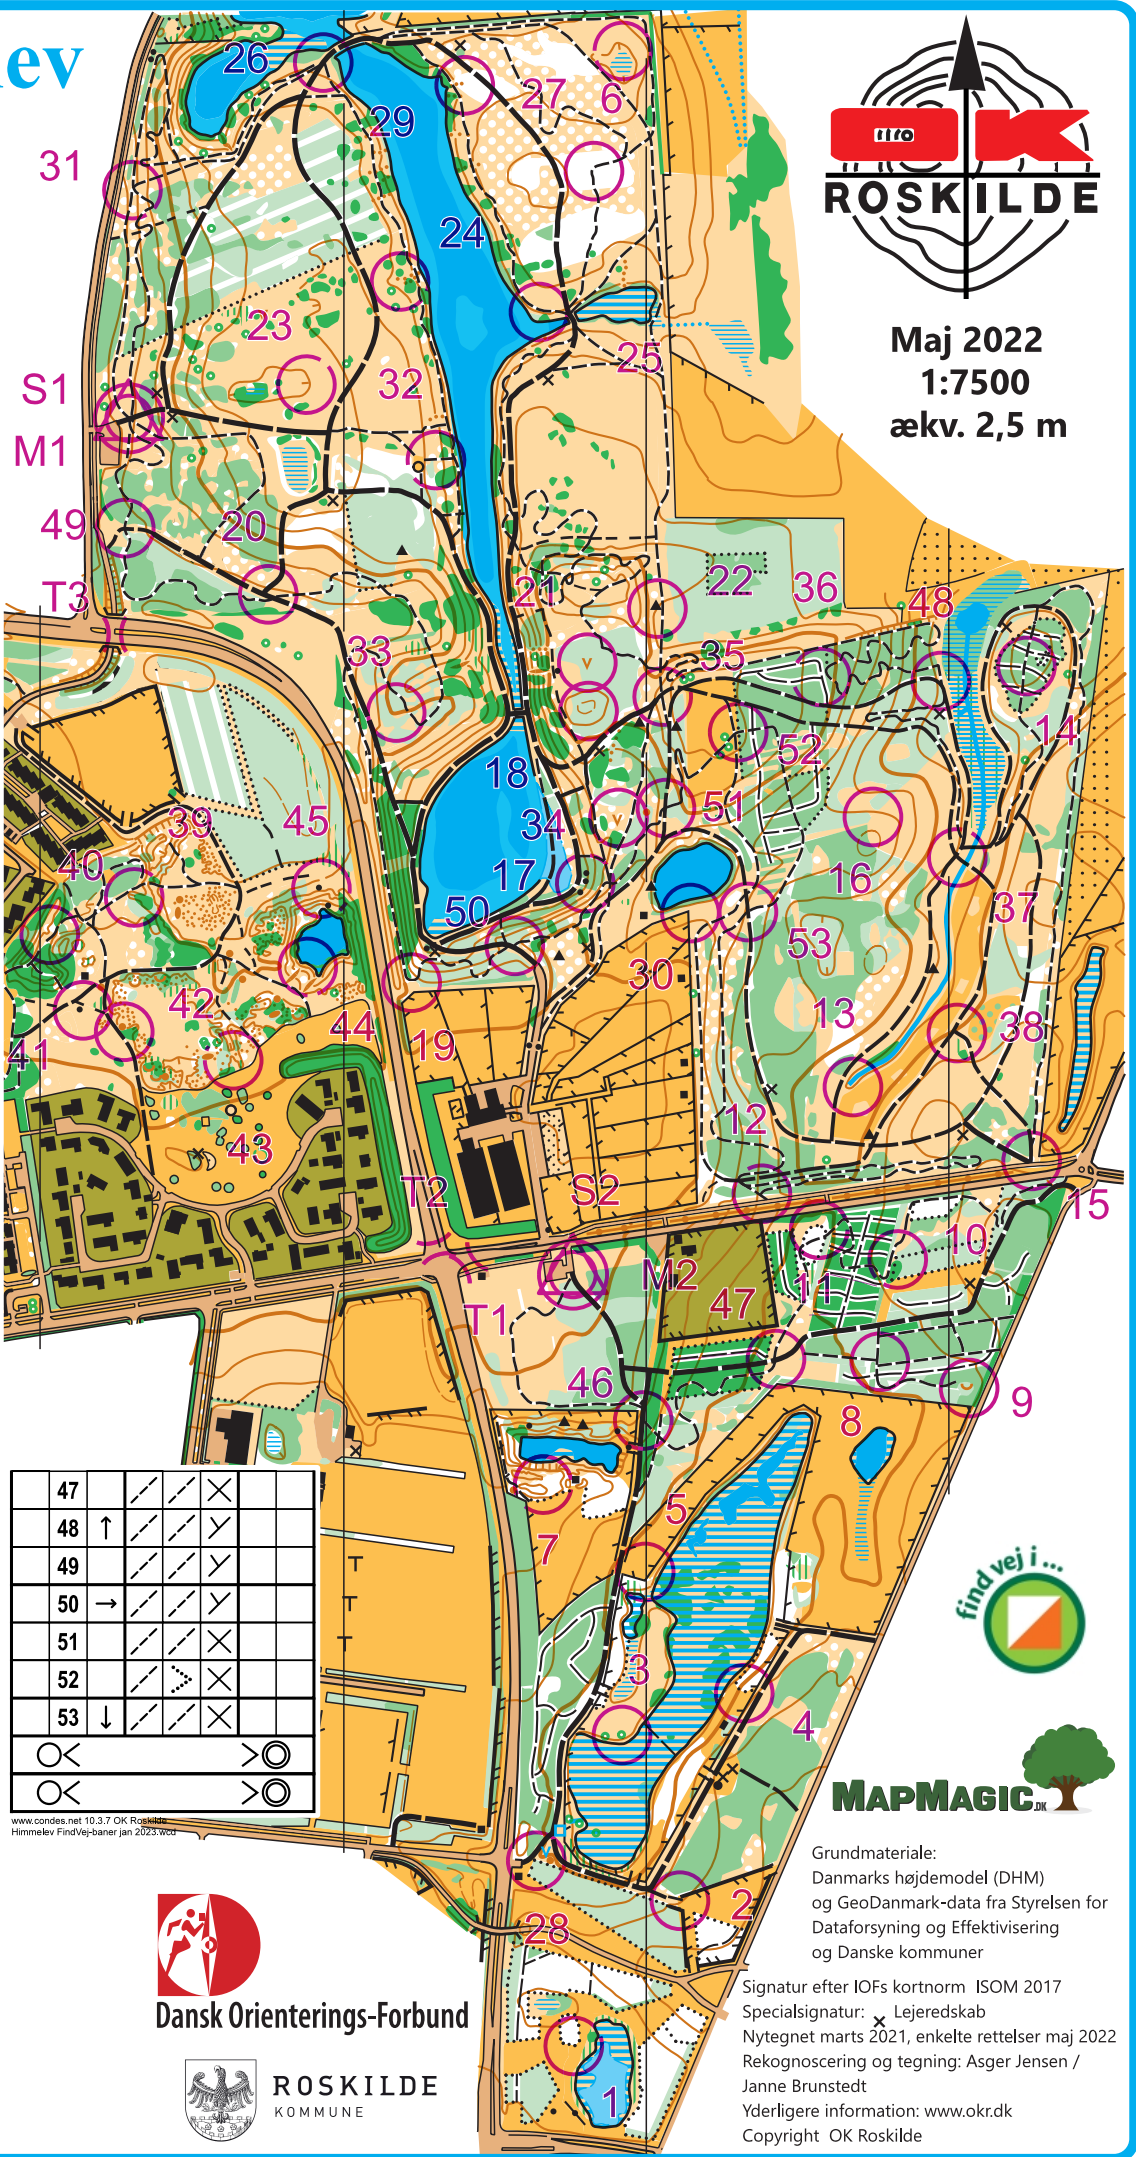 ev
26
27
6
29
31
24
23
25
S1
32
M1
49
20
T3
21
22
36
48
33
35
14
18
52
39
45
34
51
40
17
16
50
37
53
30
42
13
44
41
19
38
12
43
T2
S2
15
10
M2
11
47
T1
46
9
8
5
7
3
4
2
28
1
OK
ROSKILDE
Maj 2022
1:7500
ækv. 2,5 m
47
48
49
50
51
52
53
www.condes.net 10.3.7 OK Roskilde
Himmelev FindVej-baner jan 2023.wcd
find vej i ...
MAPMAGIC.DK
Grundmateriale:
Danmarks højdemodel (DHM)
og GeoDanmark-data fra Styrelsen for
Dataforsyning og Effektivisering
og Danske kommuner
Signatur efter IOFs kortnorm ISOM 2017
Specialsignatur: x Lejeredskab
Nytegnet marts 2021, enkelte rettelser maj 2022
Rekognoscering og tegning: Asger Jensen /
Janne Brunstedt
Yderligere information: www.okr.dk
Copyright OK Roskilde
Dansk Orienterings-Forbund
ROSKILDE
KOMMUNE